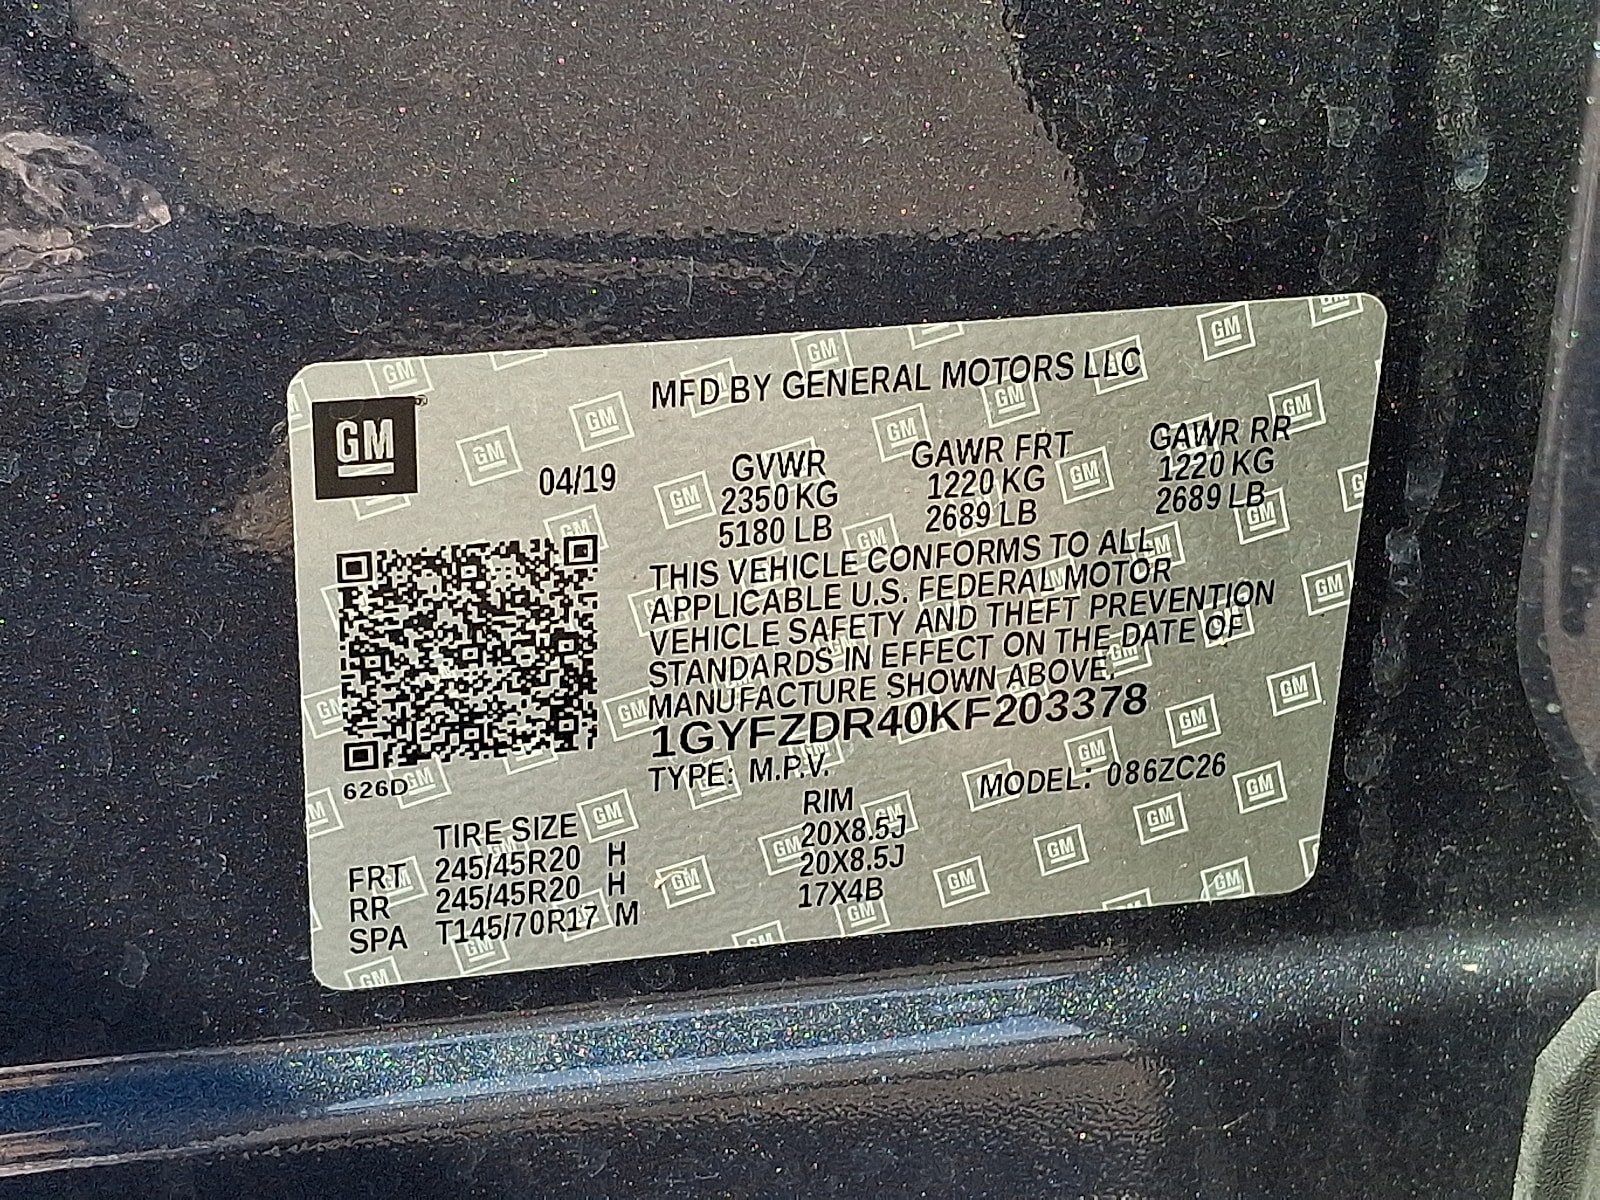 MFD BY GENERAL MOTORS LLC
GM
04/19
GVWR GAWR FRT GAWR RR
2350 KG 1220 KG 1220 KG
5180 LB 2689 LB 2689 LB
THIS VEHICLE CONFORMS TO ALL
APPLICABLE U.S. FEDERAL MOTOR
VEHICLE SAFETY AND THEFT PREVENTION
STANDARDS IN EFFECT ON THE DATE OF
MANUFACTURE SHOWN ABOVE.
1GYFZDR40KF203378
TYPE: M.P.V. MODEL: 086ZC26
626D
TIRE SIZE RIM
FRT 245/45R20 H 20X8.5J
RR 245/45R20 H 20X8.5J
SPA T145/70R17 M 17X4B